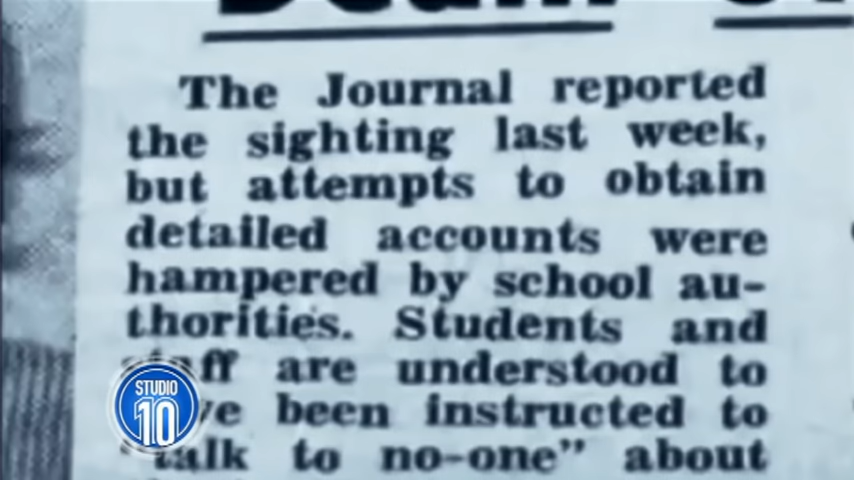 The Journal reported
the sighting last week,
but attempts to obtain
detailed accounts were
hampered by school au-
thorities. Students and
staff are understood to
been instructed to
"talk to no-one" about
STUDIO
10